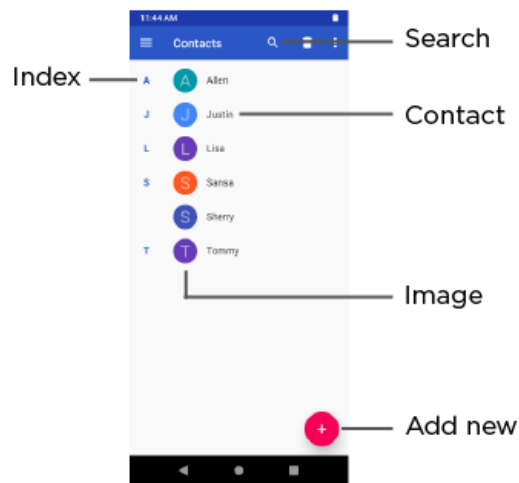 11:44 AM
Contacts
Search
Index
A A Allen
J J Justin
Contact
L L Lisa
S S Sansa
S Sherry
T T Tommy
Image
+
Add new